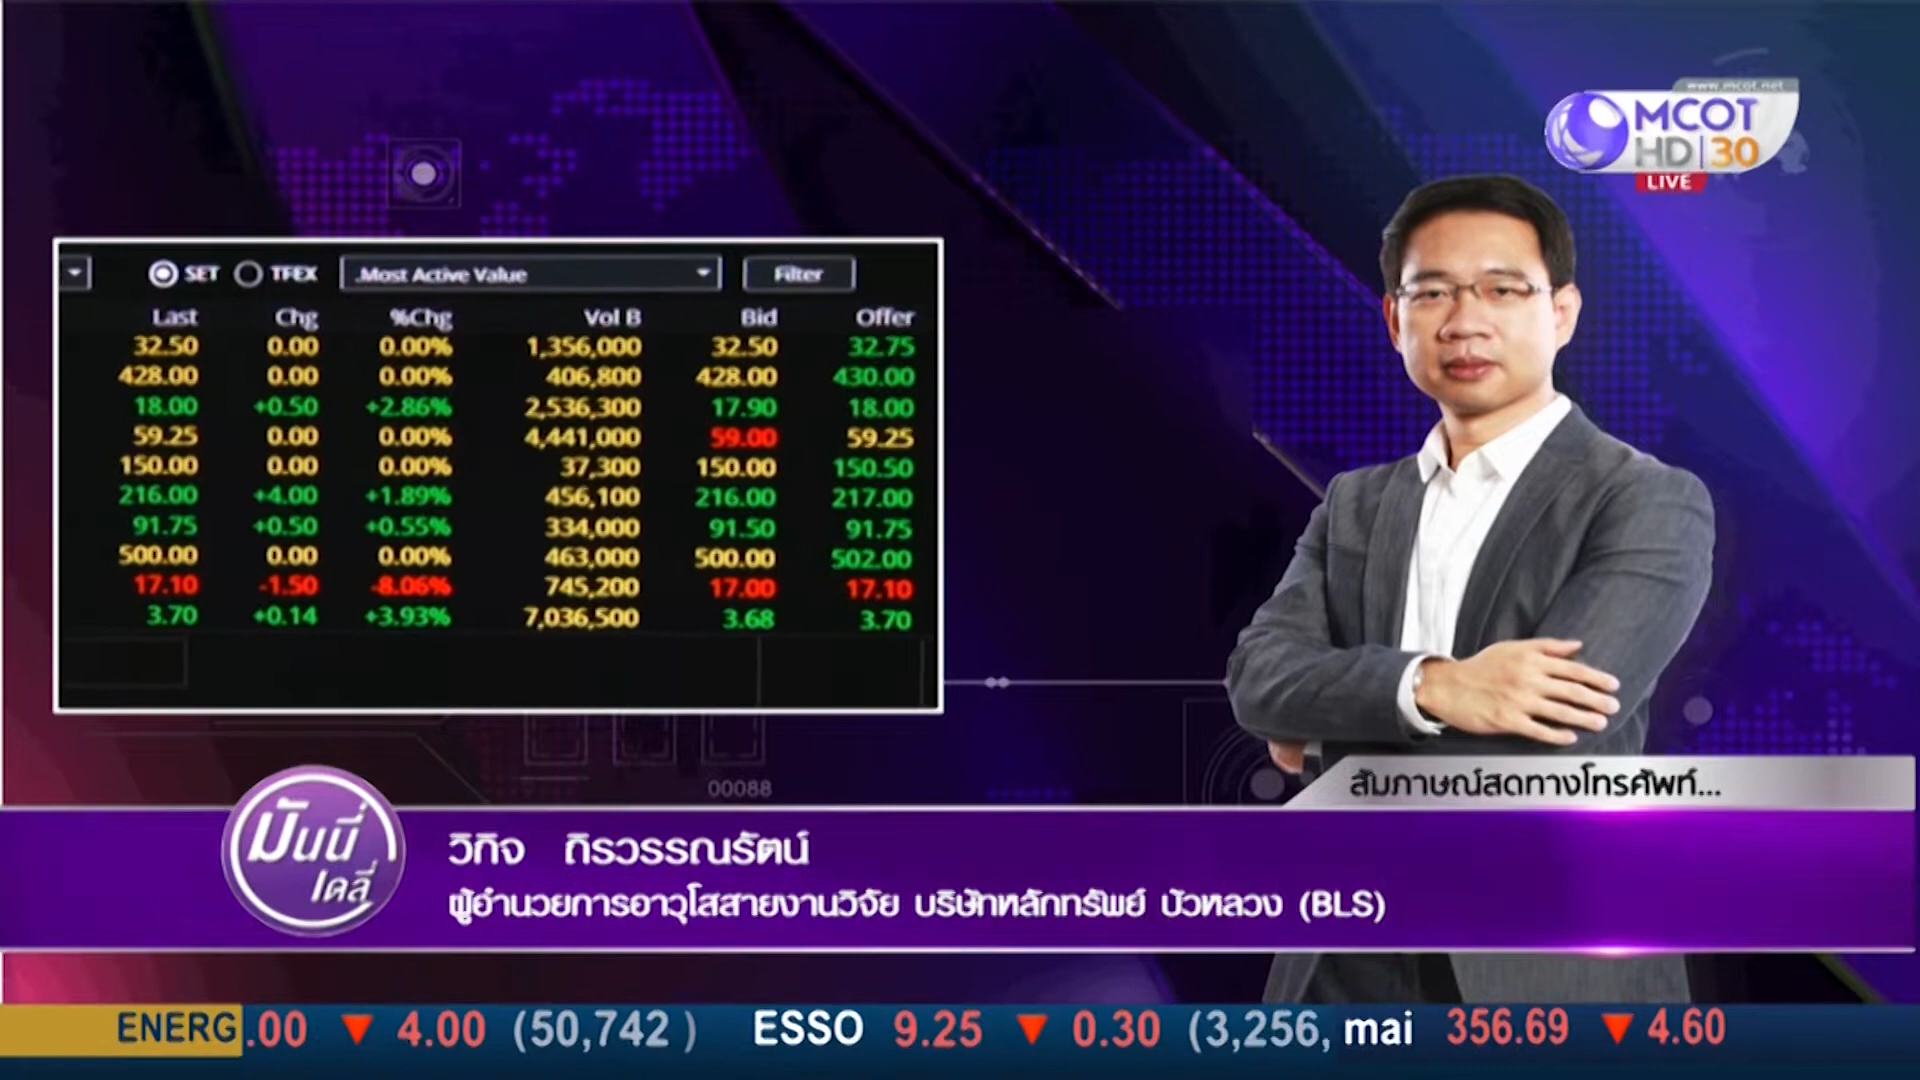 www.mcot.net
MCOT
HD 30
LIVE
SET TFEX .Most Active Value Filter
Last Chg %Chg Vol B Bid Offer
32.50 0.00 0.00% 1,356,000 32.50 32.75
428.00 0.00 0.00% 406,800 428.00 430.00
18.00 +0.50 +2.86% 2,536,300 17.90 18.00
59.25 0.00 0.00% 4,441,000 59.00 59.25
150.00 0.00 0.00% 37,300 150.00 150.50
216.00 +4.00 +1.89% 456,100 216.00 217.00
91.75 +0.50 +0.55% 334,000 91.50 91.75
500.00 0.00 0.00% 463,000 500.00 502.00
17.10 -1.50 -8.06% 745,200 17.00 17.10
3.70 +0.14 +3.93% 7,036,500 3.68 3.70
00088
สัมภาษณ์สดทางโทรศัพท์...
มันนี่
เดลี่
วิกิจ ถิรวรรณรัตน์
ผู้อำนวยการอาวุโสสายงานวิจัย บริษัทหลักทรัพย์ บัวหลวง (BLS)
ENERG .00 ▼ 4.00 (50,742 ) ESSO 9.25 ▼ 0.30 (3,256, mai 356.69 ▼ 4.60